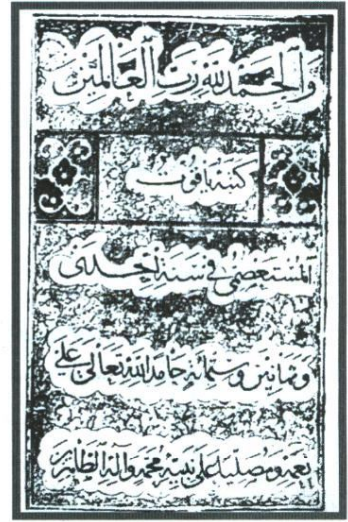 والحمد لله رب العالمين
كتبه ياقوت
المستعصمي في سنة إحدى
وثمانين وستمائة حامدا لله تعالى على
نعمه ومصليا على نبيه محمد وآله الطاهرين